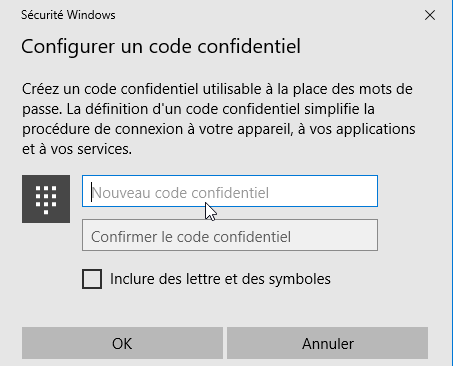 Sécurité Windows
Configurer un code confidentiel
Créez un code confidentiel utilisable à la place des mots de
passe. La définition d'un code confidentiel simplifie la
procédure de connexion à votre appareil, à vos applications
et à vos services.
Nouveau code confidentiel
Confirmer le code confidentiel
Inclure des lettre et des symboles
OK
Annuler